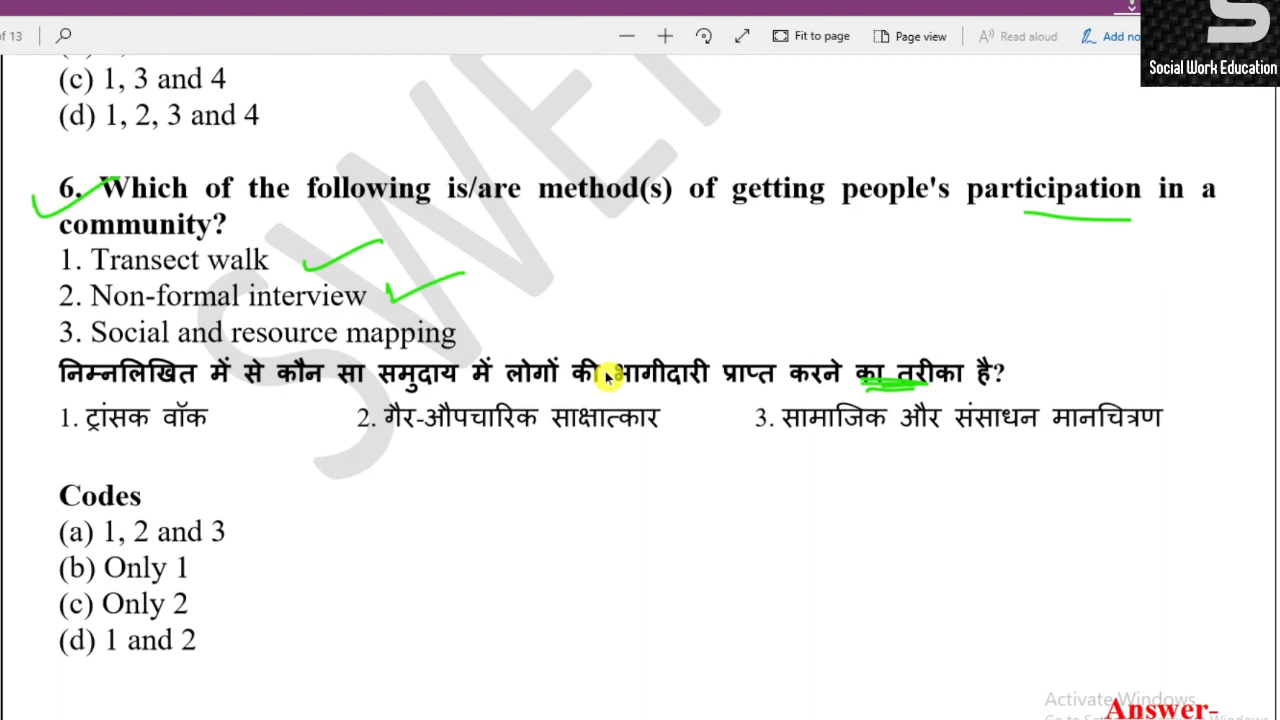 of 13
Fit to page
Page view
Read aloud
Add no
Social Work Education
(c) 1, 3 and 4
(d) 1, 2, 3 and 4
6. Which of the following is/are method(s) of getting people's participation in a
community?
1. Transect walk
2. Non-formal interview
3. Social and resource mapping
निम्नलिखित में से कौन सा समुदाय में लोगों की भागीदारी प्राप्त करने का तरीका है?
1. ट्रांसक वॉक 2. गैर-औपचारिक साक्षात्कार 3. सामाजिक और संसाधन मानचित्रण
Codes
(a) 1, 2 and 3
(b) Only 1
(c) Only 2
(d) 1 and 2
Activate Windows
Answer-